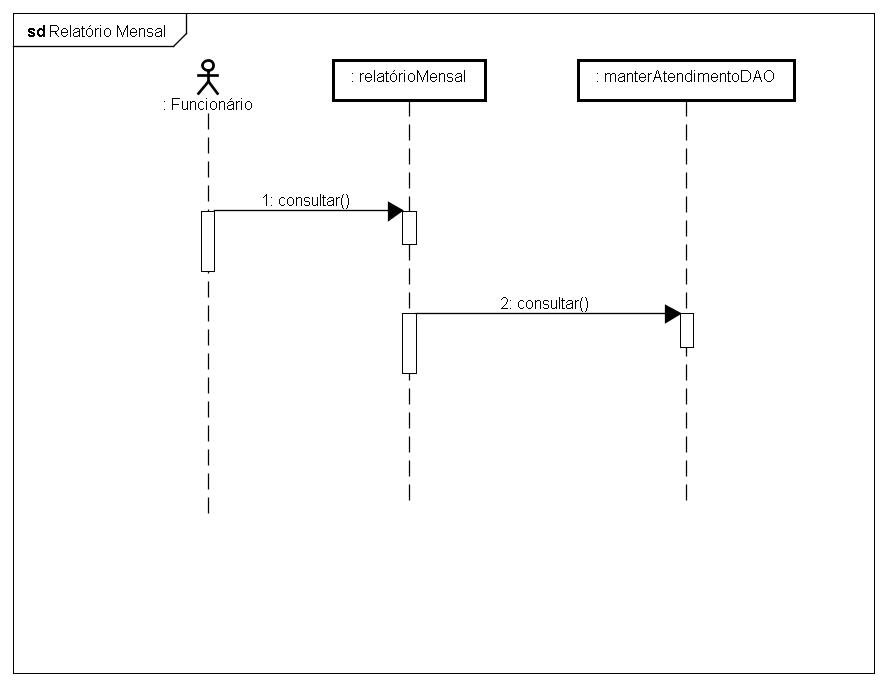 sd Relatório Mensal
: Funcionário
: relatórioMensal
: manterAtendimentoDAO
1: consultar()
2: consultar()